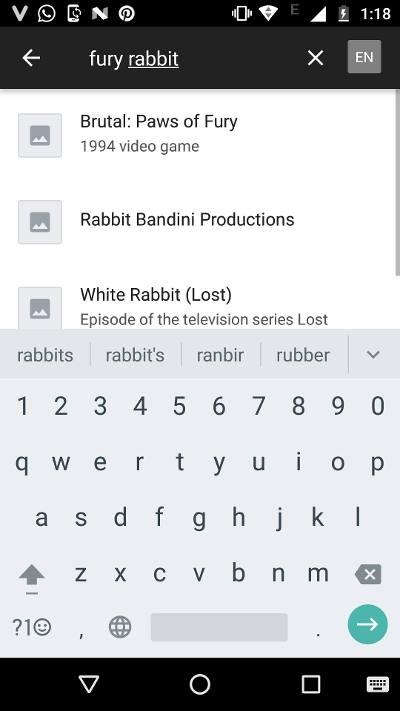 E 1:18
fury rabbit EN
Brutal: Paws of Fury
1994 video game
Rabbit Bandini Productions
White Rabbit (Lost)
Episode of the television series Lost
rabbits rabbit's ranbir rubber
1 2 3 4 5 6 7 8 9 0
q w e r t y u i o p
a s d f g h j k l
z x c v b n m
?1☺ , .